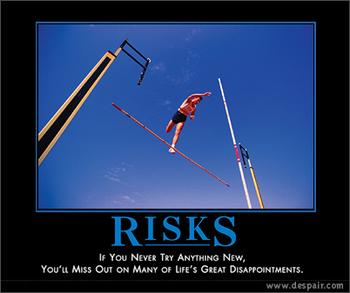 RISKS
IF YOU NEVER TRY ANYTHING NEW,
YOU'LL MISS OUT ON MANY OF LIFE'S GREAT DISAPPOINTMENTS.
www.despair.com